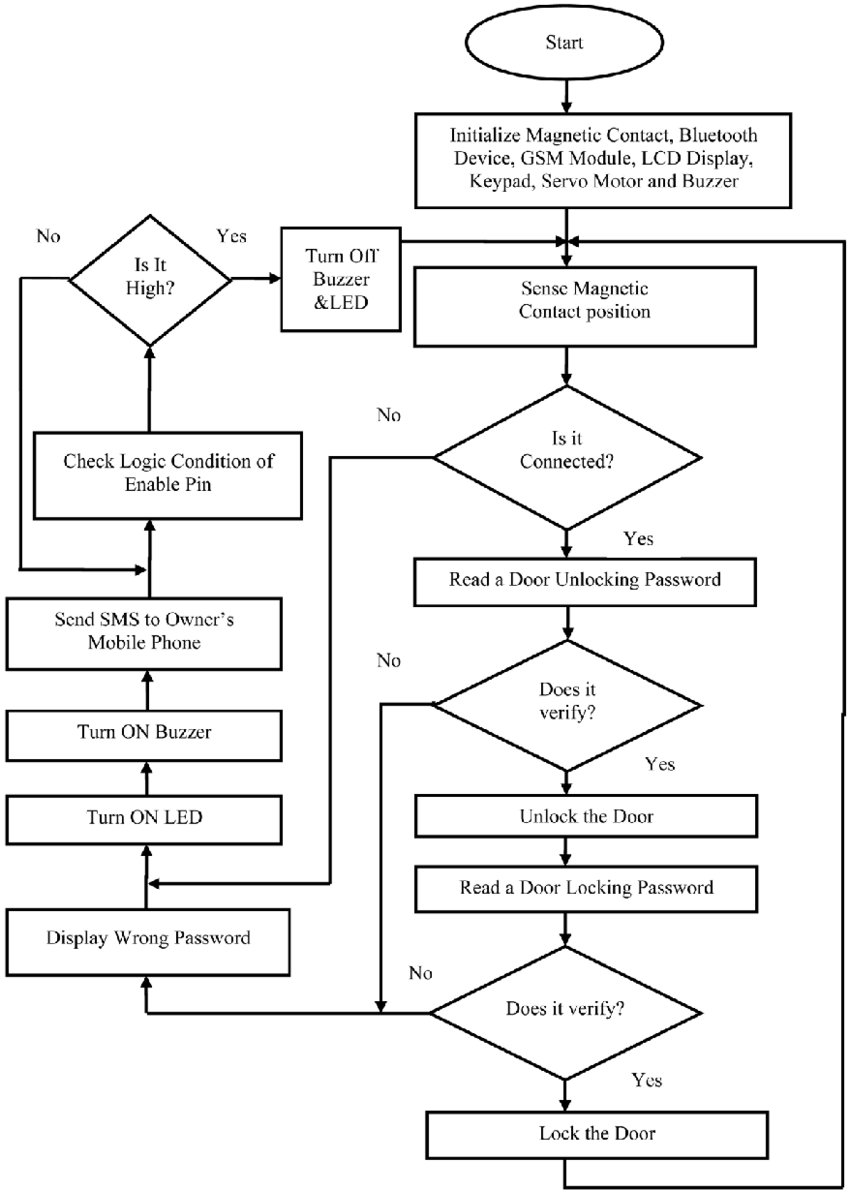 Start
Initialize Magnetic Contact, Bluetooth
Device, GSM Module, LCD Display,
Keypad, Servo Motor and Buzzer
No
Yes
Is It
High?
Turn Off
Buzzer
&LED
Sense Magnetic
Contact position
No
Is it
Connected?
Yes
Check Logic Condition of
Enable Pin
Read a Door Unlocking Password
Send SMS to Owner's
Mobile Phone
No
Does it
verify?
Yes
Turn ON Buzzer
Turn ON LED
Unlock the Door
Read a Door Locking Password
Display Wrong Password
No
Does it verify?
Yes
Lock the Door